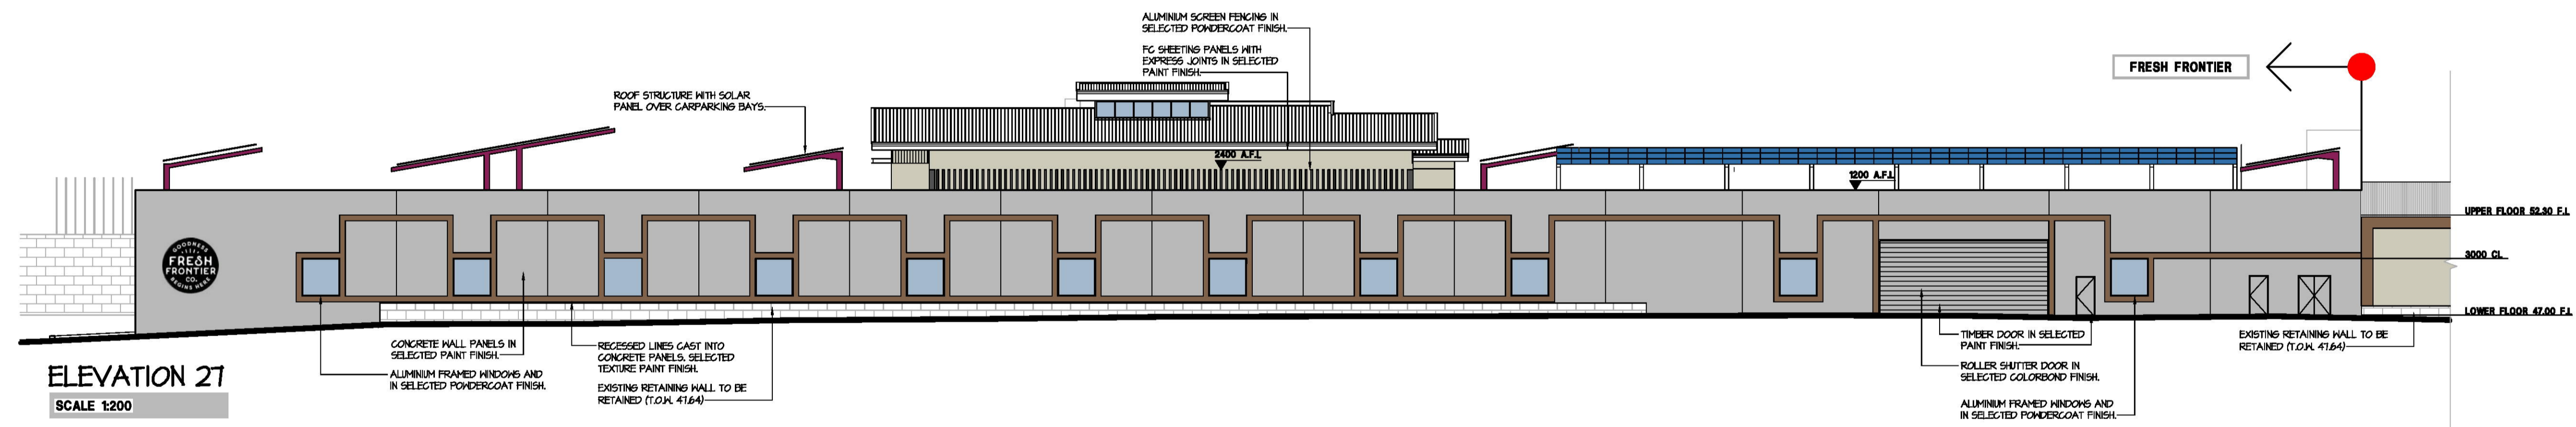 ALUMINIUM SCREEN FENCING IN
SELECTED POWDERCOAT FINISH.
FC SHEETING PANELS WITH
EXPRESS JOINTS IN SELECTED
PAINT FINISH.
ROOF STRUCTURE WITH SOLAR
PANEL OVER CARPARKING BAYS.
FRESH FRONTIER
2400 A.F.L
1200 A.F.L
UPPER FLOOR 52.30 F.L
3000 CL
LOWER FLOOR 47.00 F.L
GOODNESS
FRESH
FRONTIER
CO.
BEGINS HERE
CONCRETE WALL PANELS IN
SELECTED PAINT FINISH.
ALUMINIUM FRAMED WINDOWS AND
IN SELECTED POWDERCOAT FINISH.
RECESSED LINES CAST INTO
CONCRETE PANELS. SELECTED
TEXTURE PAINT FINISH.
EXISTING RETAINING WALL TO BE
RETAINED (T.O.W. 47.64)
TIMBER DOOR IN SELECTED
PAINT FINISH.
ROLLER SHUTTER DOOR IN
SELECTED COLORBOND FINISH.
ALUMINIUM FRAMED WINDOWS AND
IN SELECTED POWDERCOAT FINISH.
EXISTING RETAINING WALL TO BE
RETAINED (T.O.W. 47.64)
ELEVATION 27
SCALE 1:200